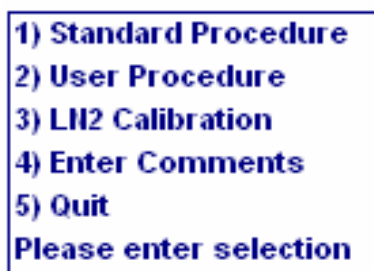 1) Standard Procedure
2) User Procedure
3) LN2 Calibration
4) Enter Comments
5) Quit
Please enter selection